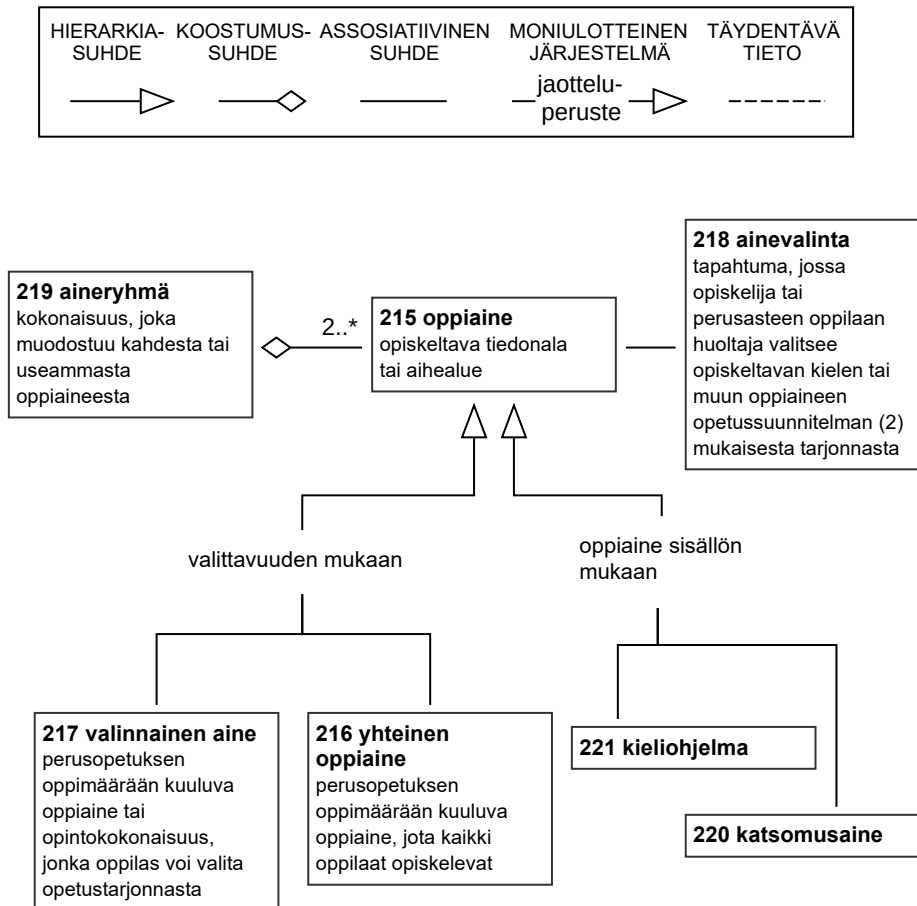 HIERARKIA-
SUHDE
KOOSTUMUS-
SUHDE
ASSOSIATIIVINEN
SUHDE
MONIULOTTEINEN
JÄRJESTELMÄ
jaottelu-
peruste
TÄYDENTÄVÄ
TIETO
219 aineryhmä
kokonaisuus, joka
muodostuu kahdesta tai
useammasta
oppiaineesta
2..*
215 oppiaine
opiskeltava tiedonala
tai aihealue
218 ainevalinta
tapahtuma, jossa
opiskelija tai
perusasteen oppilaan
huoltaja valitsee
opiskeltavan kielen tai
muun oppiaineen
opetussuunnitelman (2)
mukaisesta tarjonnasta
valittavuuden mukaan
oppiaine sisällön
mukaan
217 valinnainen aine
perusopetuksen
oppimäärään kuuluva
oppiaine tai
opintokokonaisuus,
jonka oppilas voi valita
opetustarjonnasta
216 yhteinen
oppiaine
perusopetuksen
oppimäärään kuuluva
oppiaine, jota kaikki
oppilaat opiskelevat
221 kieliohjelma
220 katsomusaine